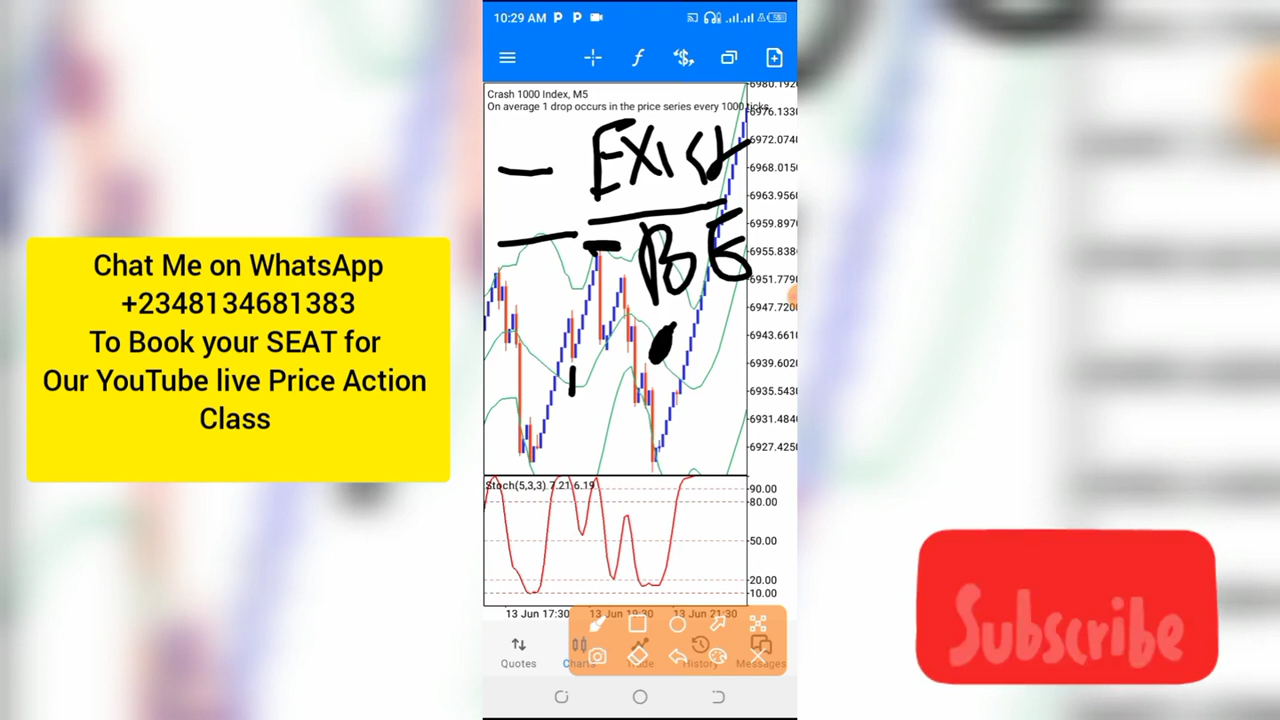 Chat Me on WhatsApp
+2348134681383
To Book your SEAT for
Our YouTube live Price Action
Class
10:29 AM
Crash 1000 Index, M5
On average 1 drop occurs in the price series every 1000 ticks.
Exist
BE
6980.192
6976.133
6972.074
6968.015
6963.956
6959.897
6955.838
6951.779
6947.720
6943.661
6939.602
6935.543
6931.484
6927.425
Stoch(5,3,3) 7.21 6.19
90.00
80.00
50.00
20.00
10.00
13 Jun 17:30 13 Jun 19:30 13 Jun 21:30
Quotes Charts Trade History Messages
Subscribe